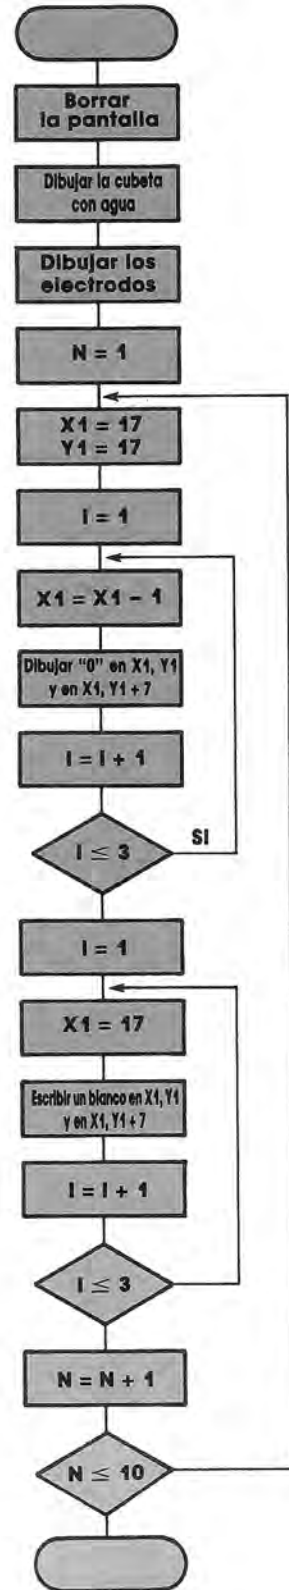 Borrar
la pantalla
Dibujar la cubeta
con agua
Dibujar los
electrodos
N = 1
X1 = 17
Y1 = 17
I = 1
X1 = X1 - 1
Dibujar "0" en X1, Y1
y en X1, Y1 + 7
I = I + 1
I ≤ 3
SI
I = 1
X1 = 17
Escribir un blanco en X1, Y1
y en X1, Y1 + 7
I = I + 1
I ≤ 3
N = N + 1
N ≤ 10